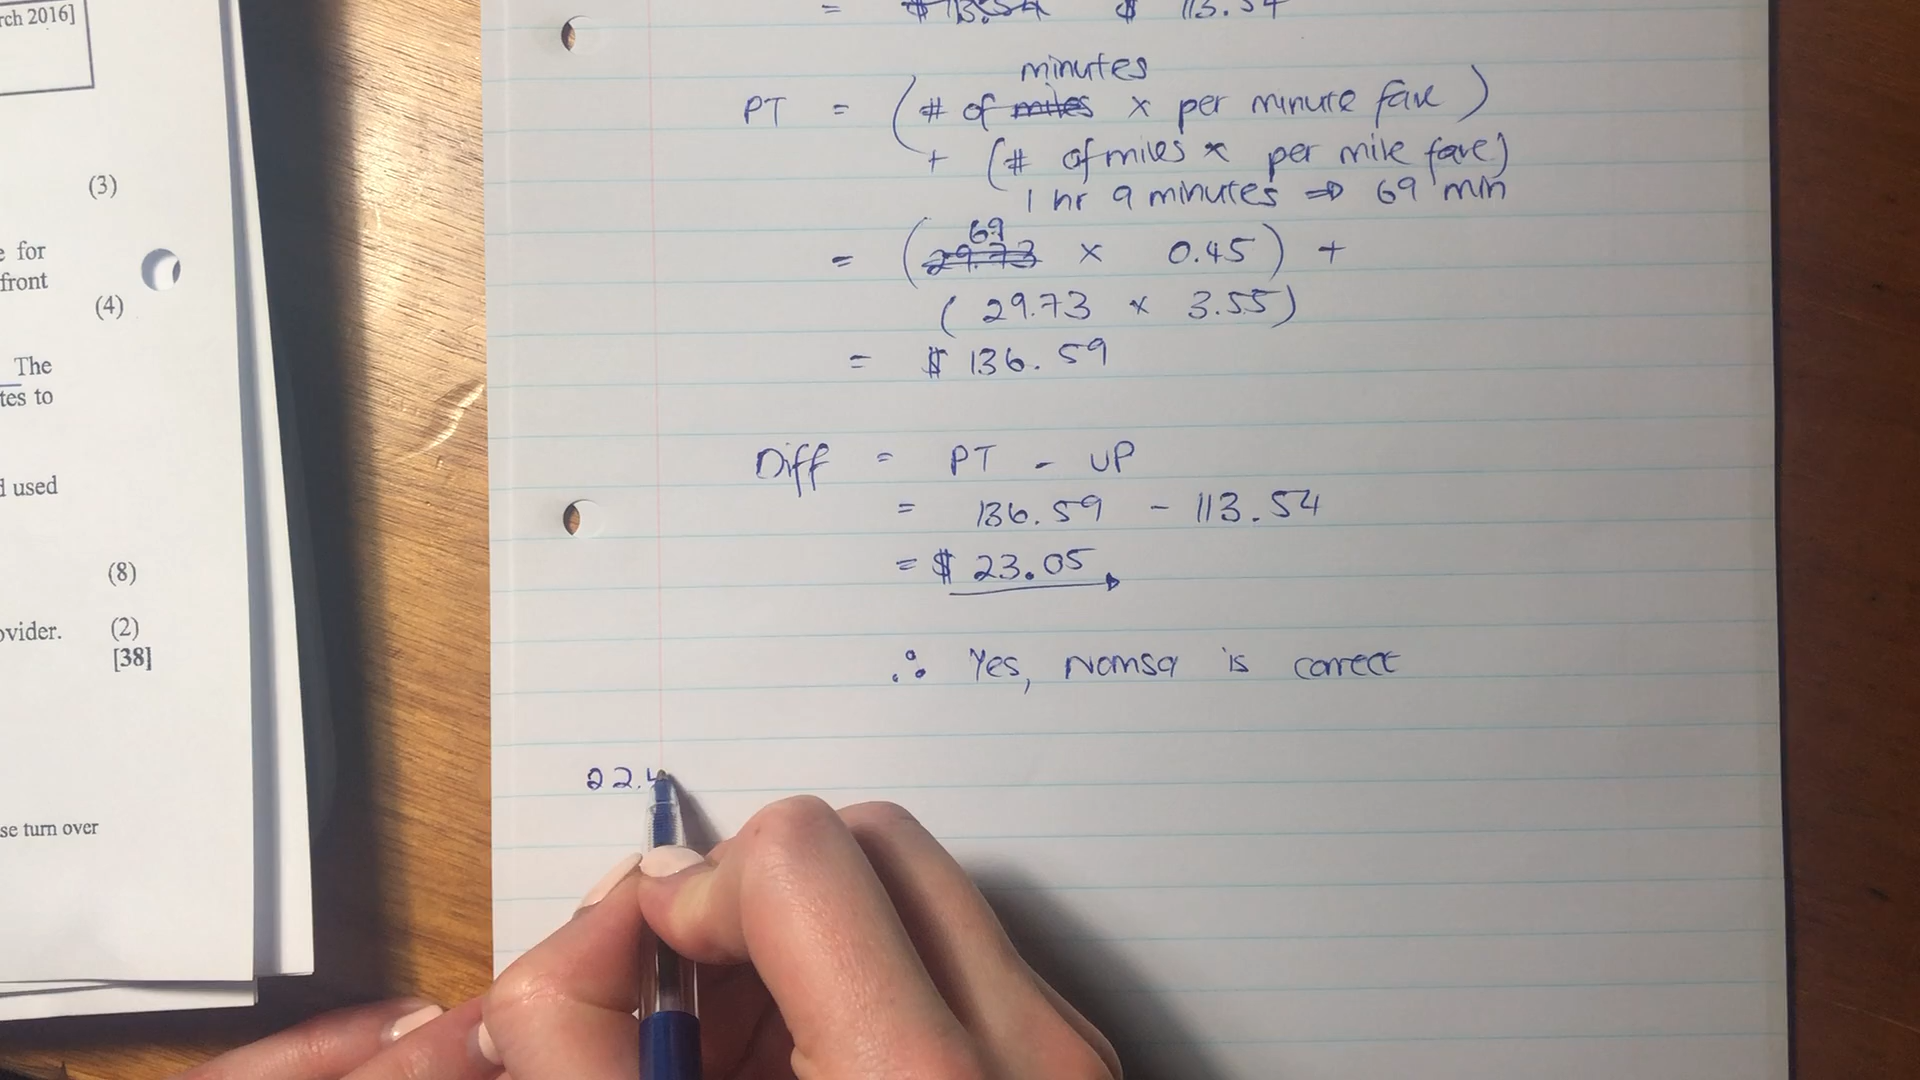 rch 2016]
(3)
e for
front
(4)
The
tes to
d used
(8)
ovider. (2)
[38]
se turn over
= $113.54 $ 113.54
minutes
PT = (# of miles x per minute fare)
+ (# of miles x per mile fare)
1 hr 9 minutes ⇒ 69 min
69
= (29.73 x 0.45) +
(29.73 x 3.55)
= $ 136.59
Diff = PT - UP
= 136.59 - 113.54
= $ 23.05
∴ Yes, Nomsa is correct
22.4